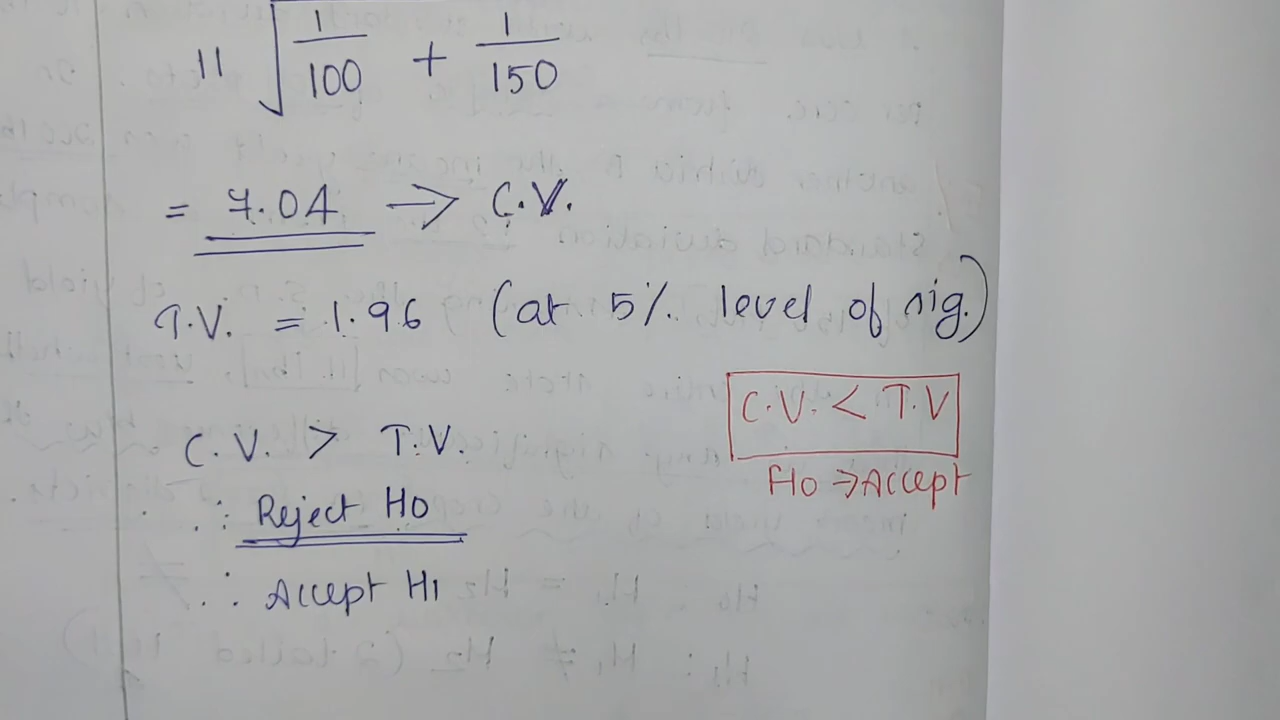 11 √ 1/100 + 1/150
= 7.04 → C.V.
T.V. = 1.96 (at 5% level of sig.)
C.V. < T.V
H0 ⇒ Accept
C.V. > T.V.
∴ Reject H0
∴ Accept H1